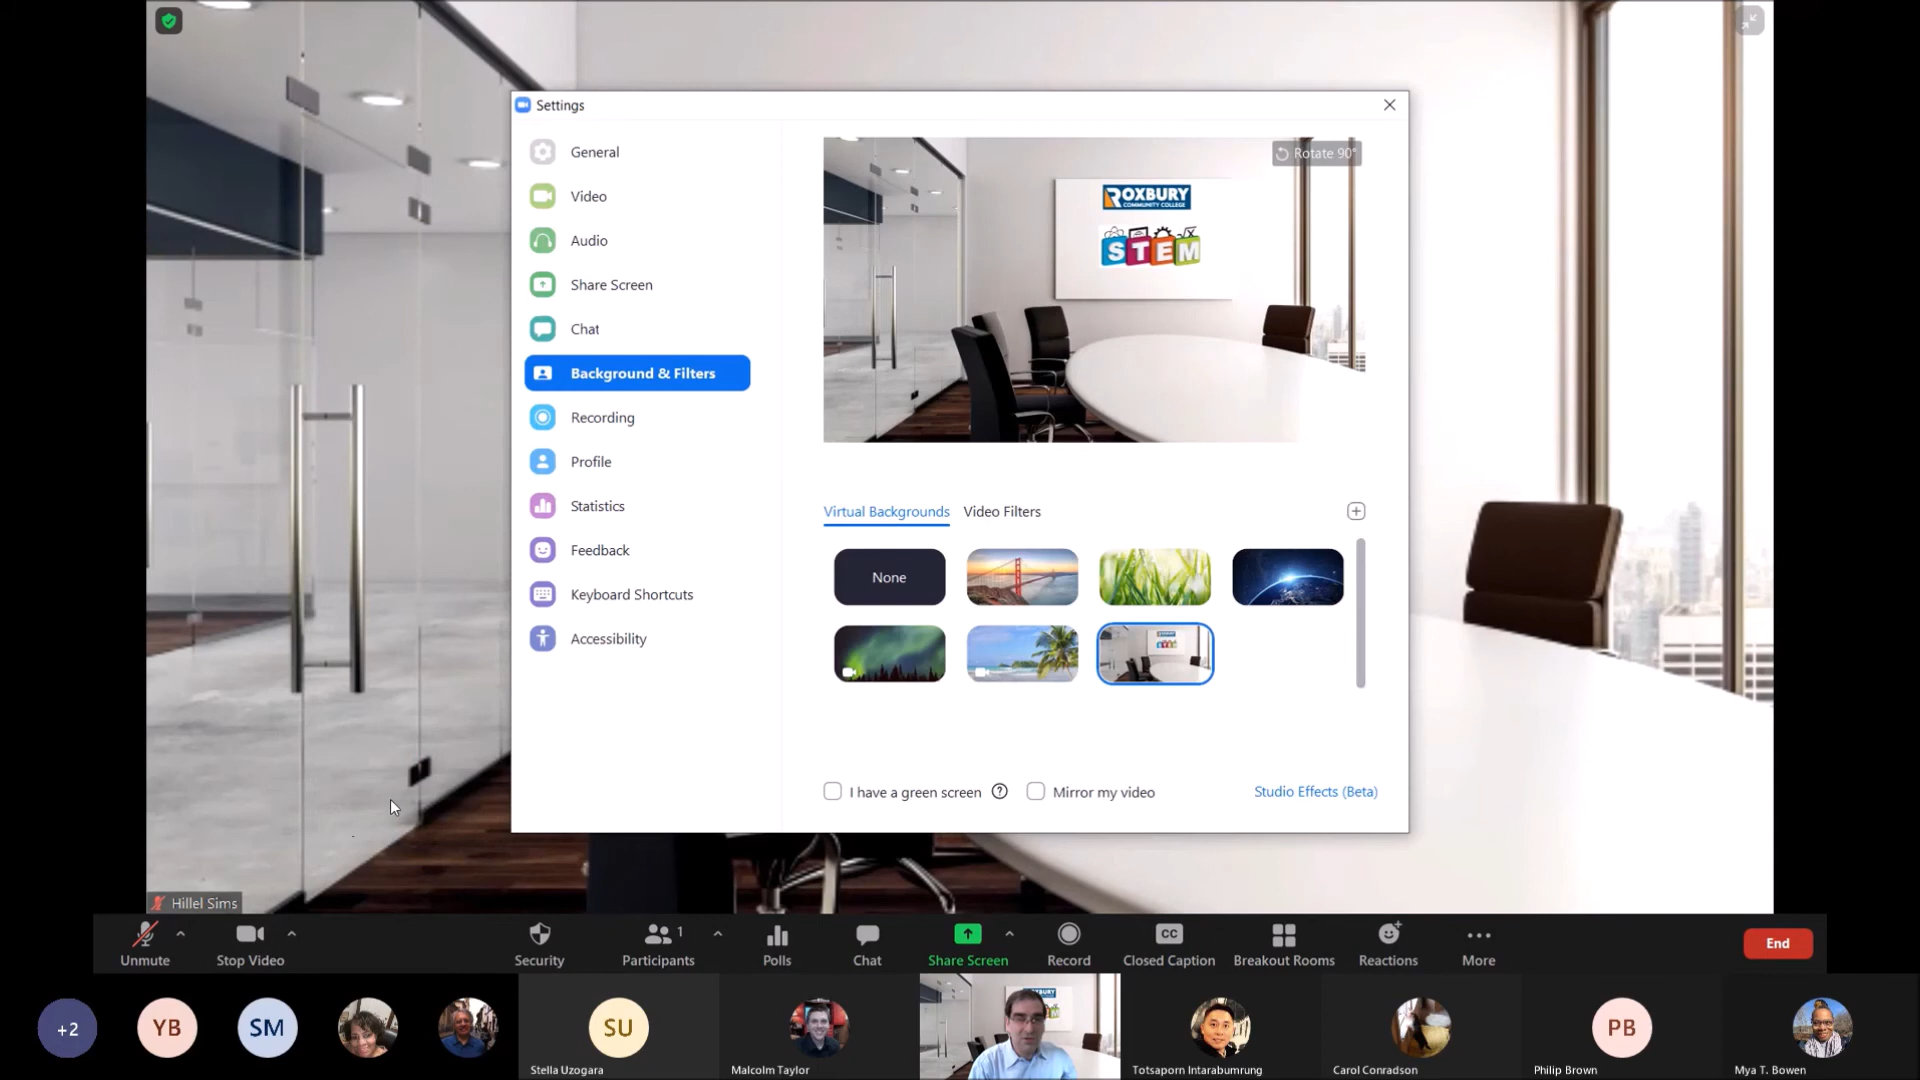 Settings
General
Video
Audio
Share Screen
Chat
Background & Filters
Recording
Profile
Statistics
Feedback
Keyboard Shortcuts
Accessibility
Rotate 90°
ROXBURY
COMMUNITY COLLEGE
STEM
Virtual Backgrounds
Video Filters
None
I have a green screen
Mirror my video
Studio Effects (Beta)
Hillel Sims
Unmute
Stop Video
Security
Participants 1
Polls
Chat
Share Screen
Record
CC
Closed Caption
Breakout Rooms
Reactions
More
End
+2
YB
SM
SU
Stella Uzogara
Malcolm Taylor
Totsaporn Intarabumrung
Carol Conradson
PB
Philip Brown
Mya T. Bowen